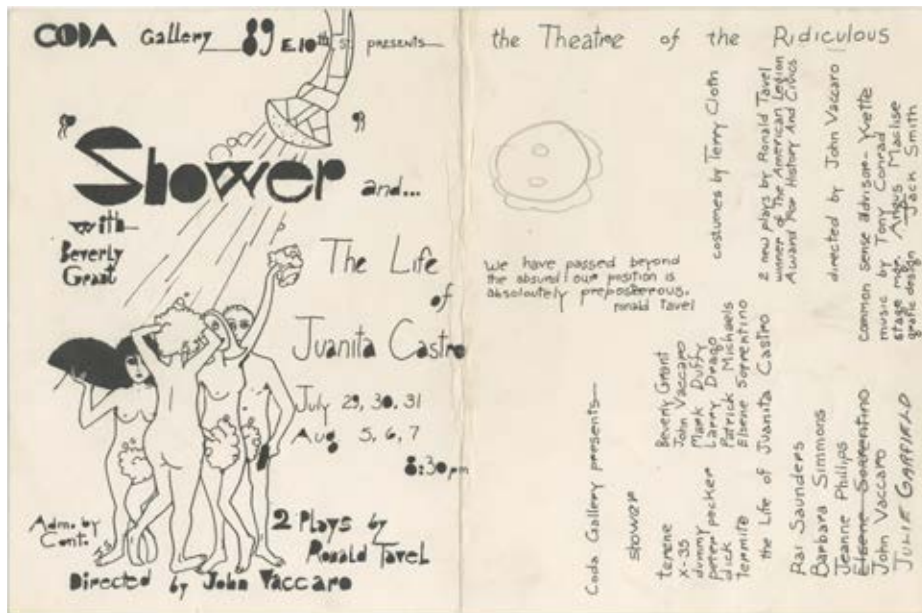 CODA Gallery 89 E. 10th St. presents—
"Shower" and...
with
Beverly
Grant
The Life
of
Juanita Castro
July 29, 30, 31
Aug 5, 6, 7
8:30pm
Adm. by
Cont.
2 Plays by
Ronald Tavel
Directed by John Vaccaro
the Theatre of the Ridiculous
We have passed beyond
the absurd: our position is
absolutely preposterous.
ronald Tavel
Coda Gallery presents—
shower
terene Beverly Grant
X-35 John Vaccaro
dummy Mark Duffy
peter pecker Larry Drago
dick Patrick Michaels
Termite Elsene Sorrentino
the Life of Juanita Castro
Rai Saunders
Barbara Simmons
Jeanne Phillips
Elsene Sorrentino
John Vaccaro
JULIE GARFIELD
costumes by Terry Cloth
2 new plays by Ronald Tavel
winner of The American Legion
Award For History And Civics
directed by John Vaccaro
common sense advisor- Yvette
music by Tony Conrad
stage mgr. Angus Maclise
grafic design Jack Smith